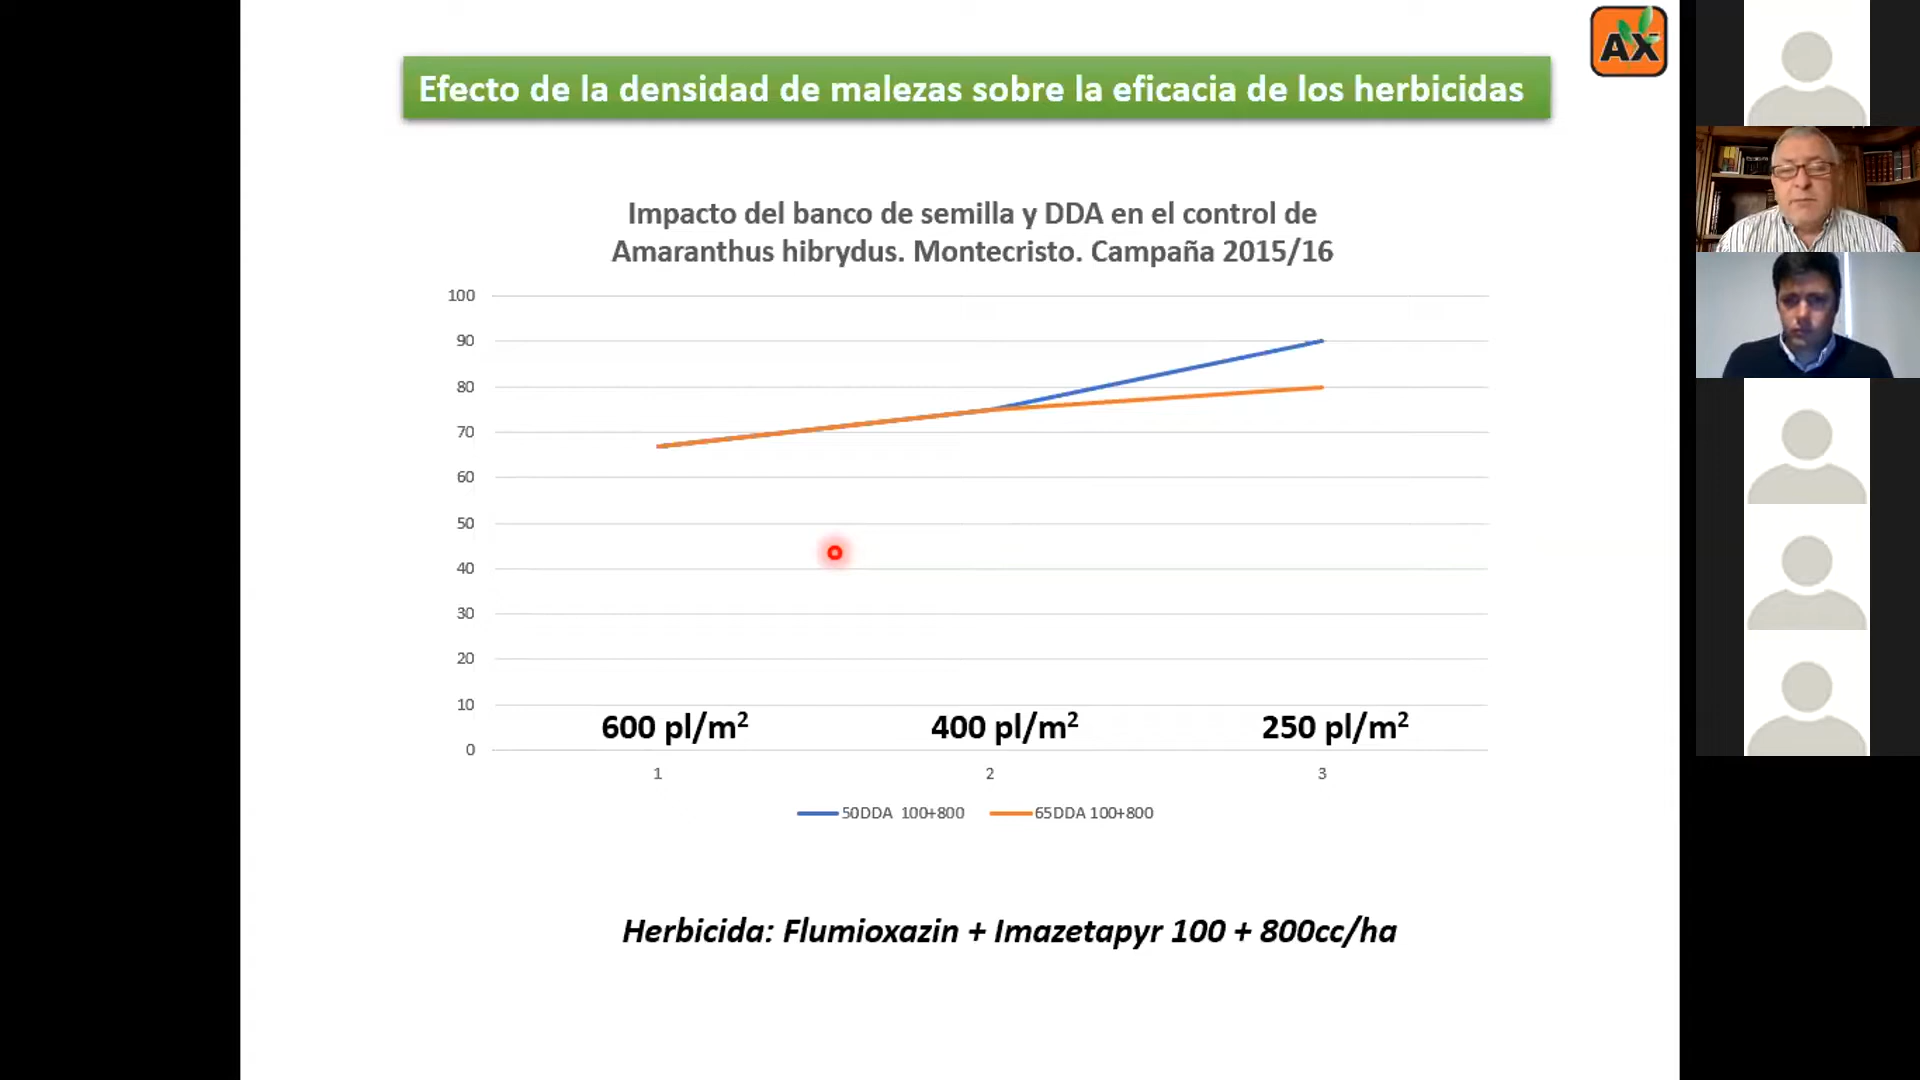 AX
Efecto de la densidad de malezas sobre la eficacia de los herbicidas
Impacto del banco de semilla y DDA en el control de
Amaranthus hibrydus. Montecristo. Campaña 2015/16
100
90
80
70
60
50
40
30
20
10
0
600 pl/m² 400 pl/m² 250 pl/m²
1 2 3
50DDA 100+800 65DDA 100+800
Herbicida: Flumioxazin + Imazetapyr 100 + 800cc/ha